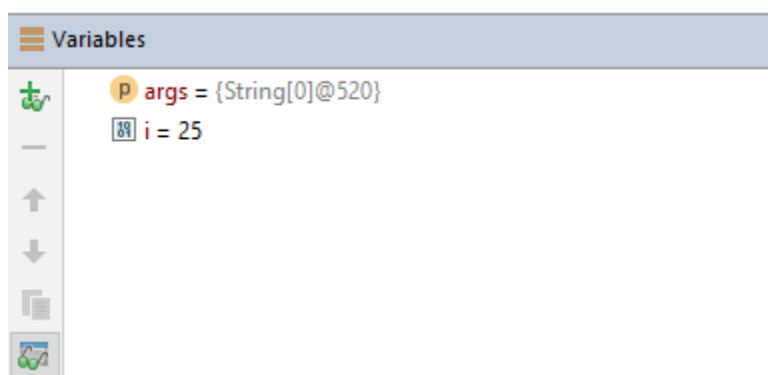 Variables
p args = {String[0]@520}
i = 25